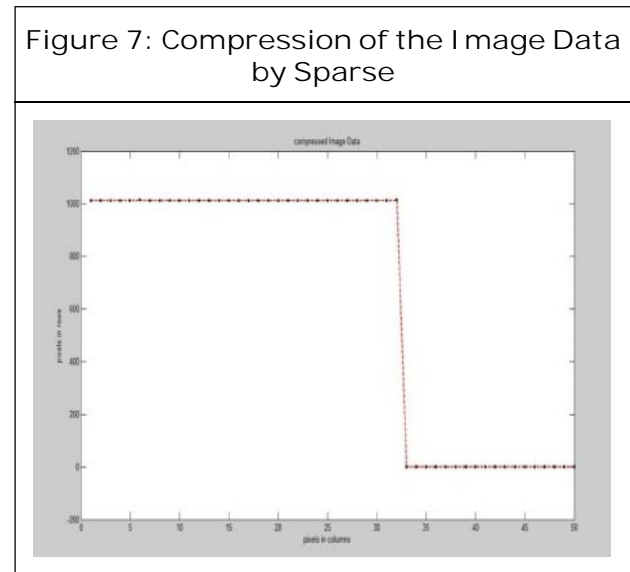 Figure 7: Compression of the Image Data
by Sparse
compressed Image Data
1200
1000
800
600
400
200
0
-200
pixels in rows
0 5 10 15 20 25 30 35 40 45 50
pixels in columns